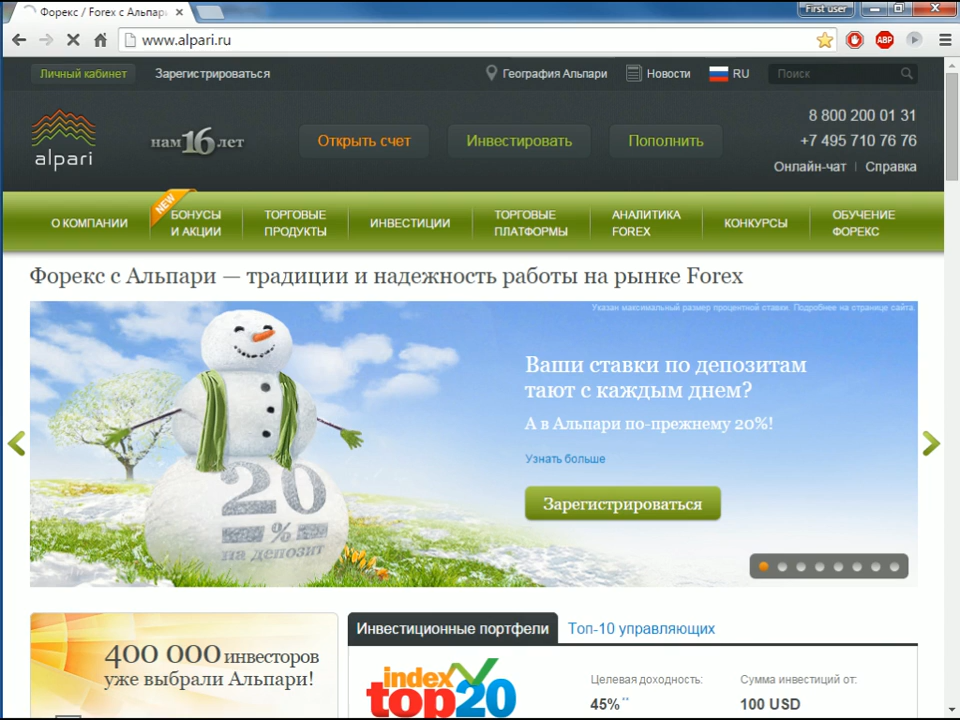 Форекс / Forex с Альпари
First user
www.alpari.ru
ABP
Личный кабинет
Зарегистрироваться
География Альпари
Новости
RU
Поиск
alpari
нам 16 лет
Открыть счет
Инвестировать
Пополнить
8 800 200 01 31
+7 495 710 76 76
Онлайн-чат | Справка
О КОМПАНИИ
NEW
БОНУСЫ
И АКЦИИ
ТОРГОВЫЕ
ПРОДУКТЫ
ИНВЕСТИЦИИ
ТОРГОВЫЕ
ПЛАТФОРМЫ
АНАЛИТИКА
FOREX
КОНКУРСЫ
ОБУЧЕНИЕ
ФОРЕКС
Форекс с Альпари — традиции и надежность работы на рынке Forex
Указан максимальный размер процентной ставки. Подробнее на странице сайта.
Ваши ставки по депозитам
тают с каждым днем?
А в Альпари по-прежнему 20%!
Узнать больше
Зарегистрироваться
20
%
на депозит
400 000 инвесторов
уже выбрали Альпари!
Инвестиционные портфели
Топ-10 управляющих
index
top20
Целевая доходность:
45% **
Сумма инвестиций от:
100 USD